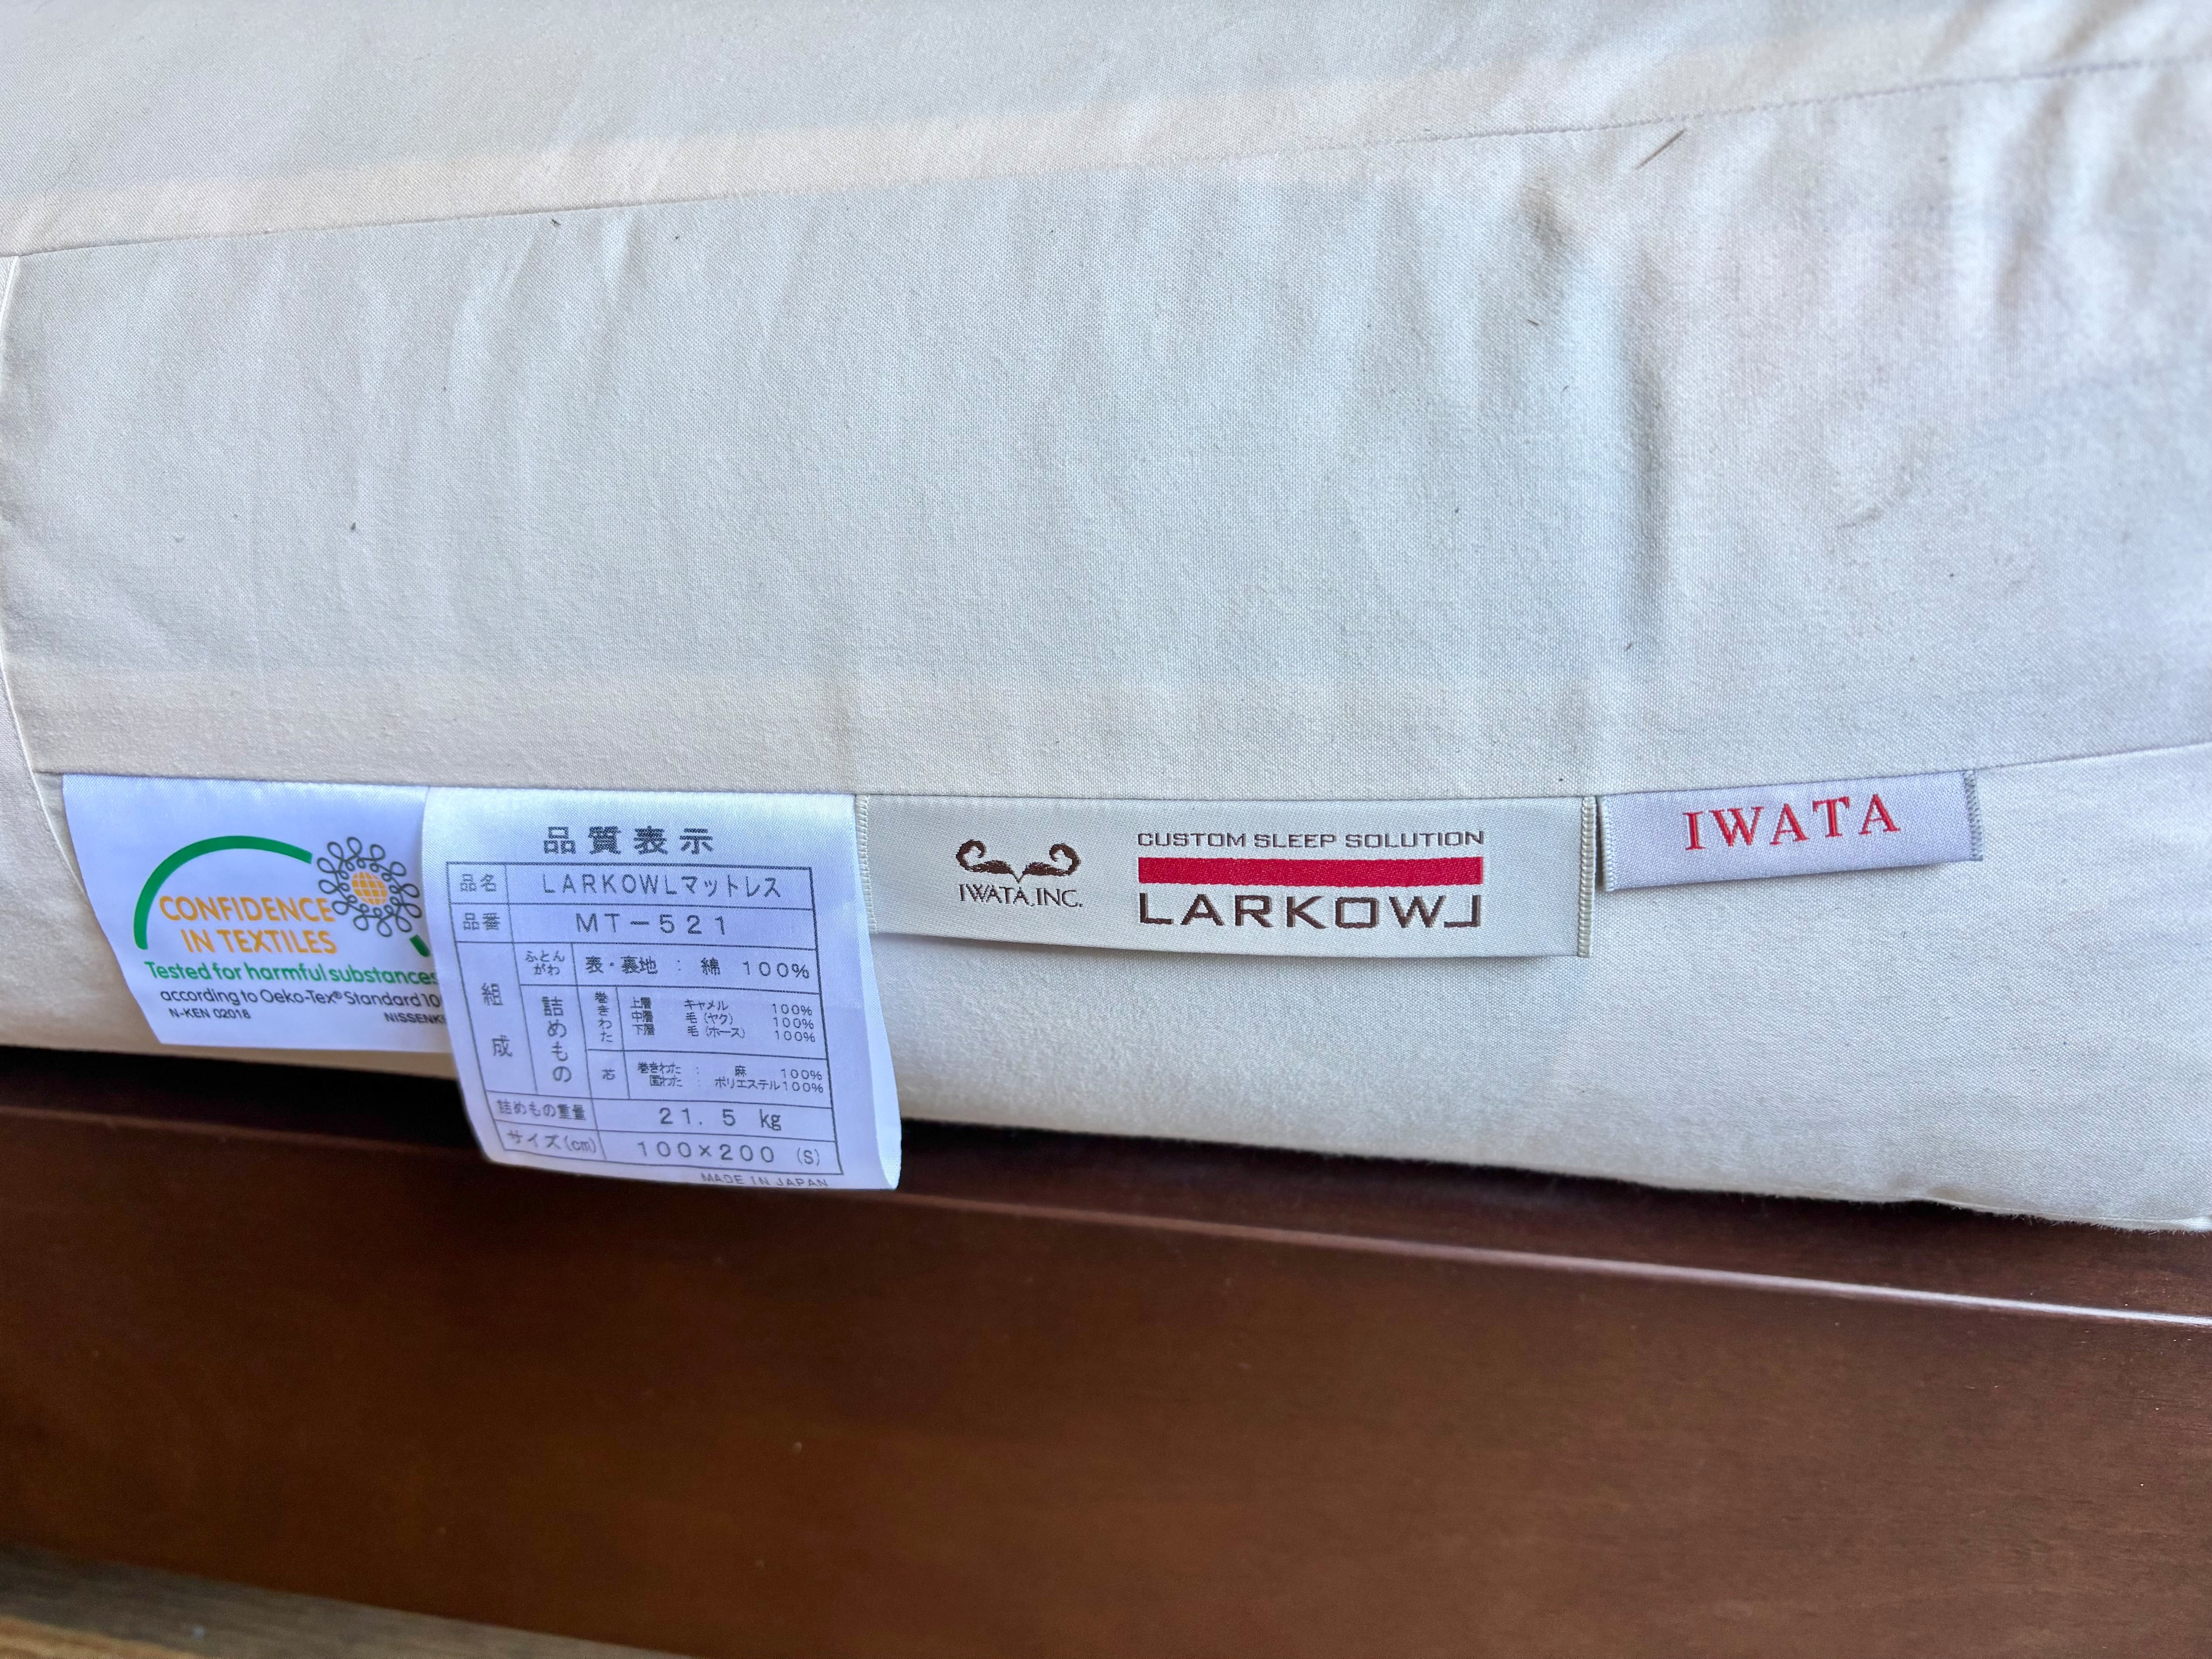 CONFIDENCE
IN TEXTILES
Tested for harmful substances
according to Oeko-Tex® Standard 10
N-KEN 02018 NISSENK
品質表示
品名 LARKOWLマットレス
品番 MT-521
組成 ふとんがわ 表・裏地 : 綿 100%
詰めもの 巻きわた 上層 キャメル 100%
中層 毛(ヤク) 100%
下層 毛(ホース) 100%
芯 巻きわた : 麻 100%
固わた : ポリエステル100%
詰めもの重量 21.5 kg
サイズ(cm) 100×200 (S)
MADE IN JAPAN
IWATA, INC.
CUSTOM SLEEP SOLUTION
LARKOWL
IWATA